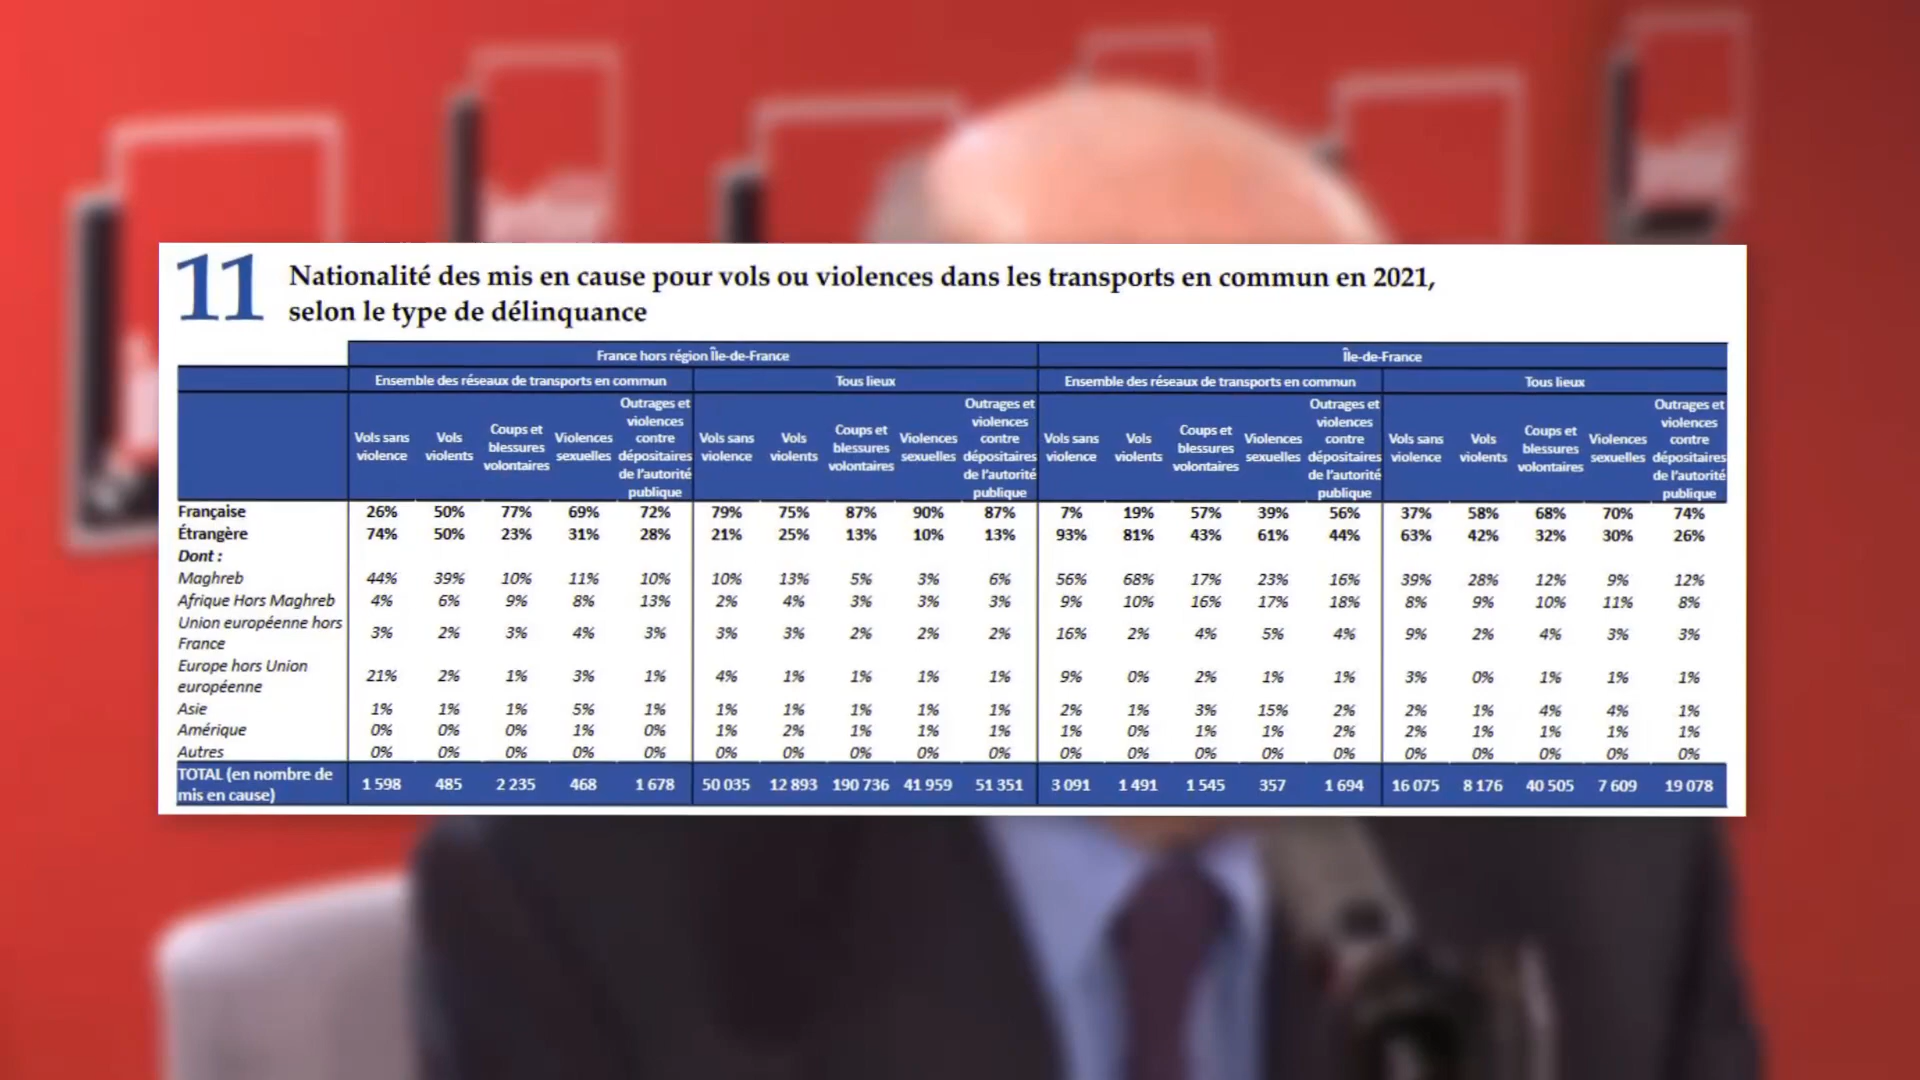 11
Nationalité des mis en cause pour vols ou violences dans les transports en commun en 2021,
selon le type de délinquance
France hors région Île-de-France Île-de-France
Ensemble des réseaux de transports en commun Tous lieux Ensemble des réseaux de transports en commun Tous lieux
Vols sans violence Vols violents Coups et blessures volontaires Violences sexuelles Outrages et violences contre dépositaires de l'autorité publique Vols sans violence Vols violents Coups et blessures volontaires Violences sexuelles Outrages et violences contre dépositaires de l'autorité publique Vols sans violence Vols violents Coups et blessures volontaires Violences sexuelles Outrages et violences contre dépositaires de l'autorité publique Vols sans violence Vols violents Coups et blessures volontaires Violences sexuelles Outrages et violences contre dépositaires de l'autorité publique
Française 26% 50% 77% 69% 72% 79% 75% 87% 90% 87% 7% 19% 57% 39% 56% 37% 58% 68% 70% 74%
Étrangère 74% 50% 23% 31% 28% 21% 25% 13% 10% 13% 93% 81% 43% 61% 44% 63% 42% 32% 30% 26%
Dont :
Maghreb 44% 39% 10% 11% 10% 10% 13% 5% 3% 6% 56% 68% 17% 23% 16% 39% 28% 12% 9% 12%
Afrique Hors Maghreb 4% 6% 9% 8% 13% 2% 4% 3% 3% 3% 9% 10% 16% 17% 18% 8% 9% 10% 11% 8%
Union européenne hors
France 3% 2% 3% 4% 3% 3% 3% 2% 2% 2% 16% 2% 4% 5% 4% 9% 2% 4% 3% 3%
Europe hors Union
européenne 21% 2% 1% 3% 1% 4% 1% 1% 1% 1% 9% 0% 2% 1% 1% 3% 0% 1% 1% 1%
Asie 1% 1% 1% 5% 1% 1% 1% 1% 1% 1% 2% 1% 3% 15% 2% 2% 1% 4% 4% 1%
Amérique 0% 0% 0% 1% 0% 1% 2% 1% 1% 1% 1% 0% 1% 1% 2% 2% 1% 1% 1% 1%
Autres 0% 0% 0% 0% 0% 0% 0% 0% 0% 0% 0% 0% 0% 0% 0% 0% 0% 0% 0% 0%
TOTAL (en nombre de
mis en cause) 1 598 485 2 235 468 1 678 50 035 12 893 190 736 41 959 51 351 3 091 1 491 1 545 357 1 694 16 075 8 176 40 505 7 609 19 078